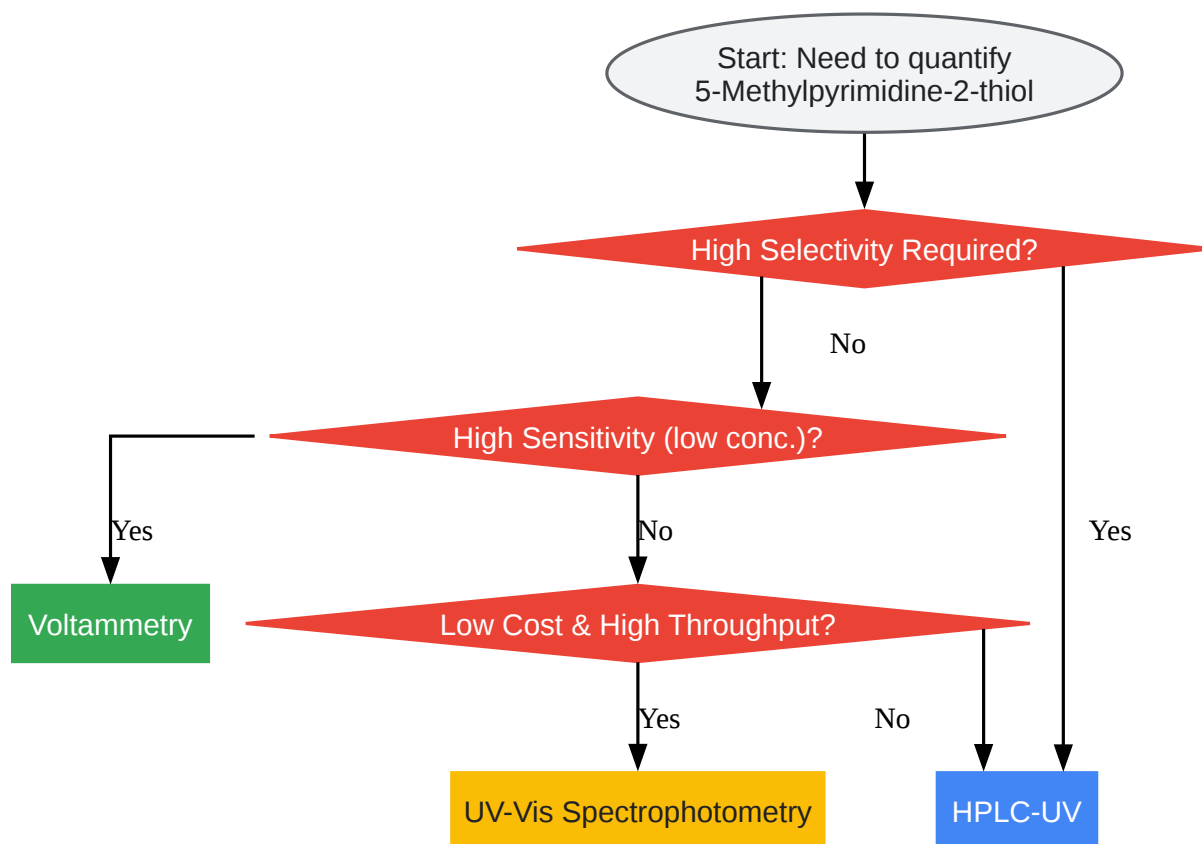 Start: Need to quantify
5-Methylpyrimidine-2-thiol
High Selectivity Required?
No
High Sensitivity (low conc.)?
Yes
No
Yes
Voltammetry
Low Cost & High Throughput?
Yes
No
UV-Vis Spectrophotometry
HPLC-UV